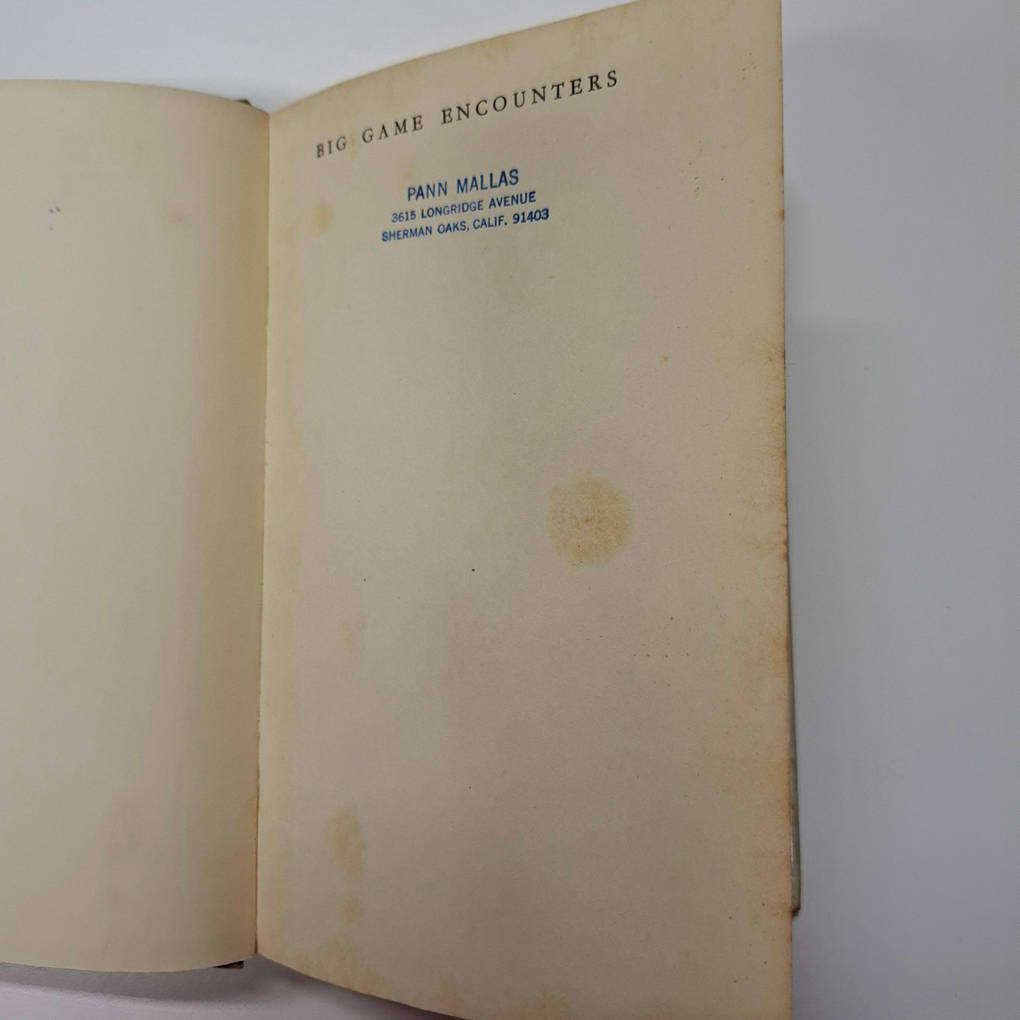 BIG GAME ENCOUNTERS
PANN MALLAS
3615 LONGRIDGE AVENUE
SHERMAN OAKS, CALIF. 91403